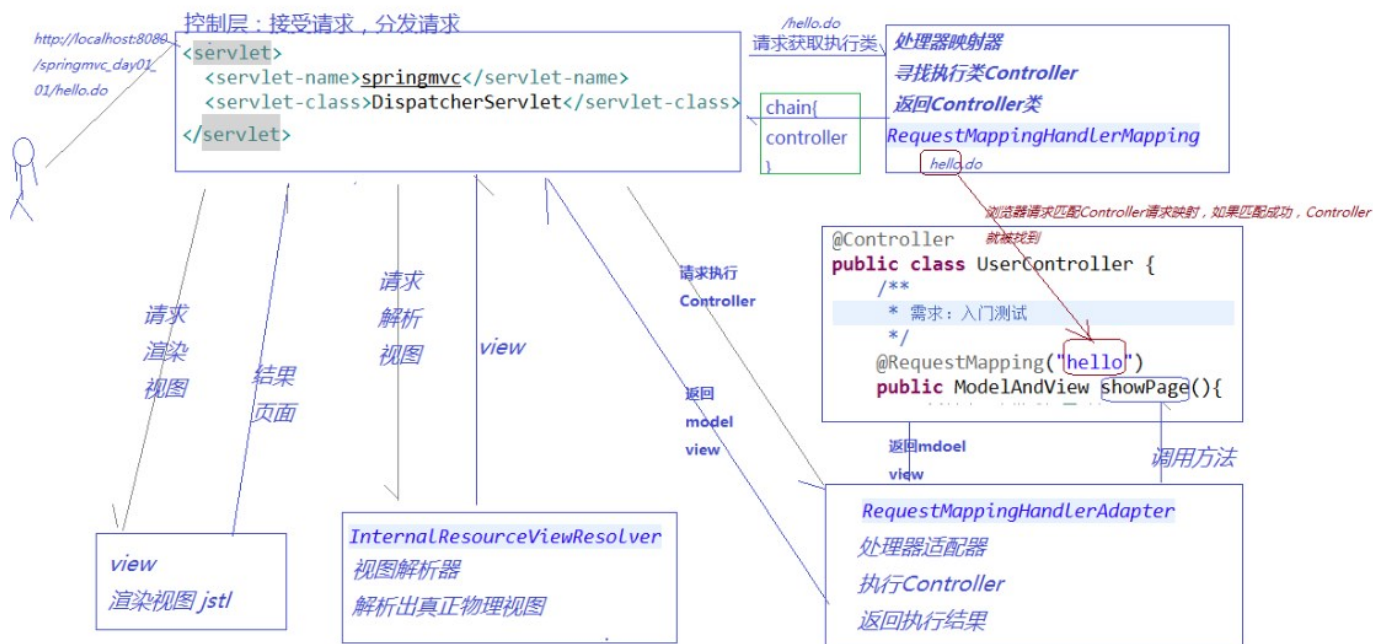 控制层：接受请求，分发请求
http://localhost:8080
/springmvc_day01_
01/hello.do
<servlet>
<servlet-name>springmvc</servlet-name>
<servlet-class>DispatcherServlet</servlet-class>
</servlet>
/hello.do
请求获取执行类
chain{
controller
}
处理器映射器
寻找执行类Controller
返回Controller类
RequestMappingHandlerMapping
hello.do
浏览器请求匹配Controller请求映射，如果匹配成功，Controller
就被找到
@Controller
public class UserController {
/**
* 需求：入门测试
*/
@RequestMapping("hello")
public ModelAndView showPage(){
请求
渲染
视图
结果
页面
请求
解析
视图
view
请求执行
Controller
返回
model
view
返回mdoel
view
调用方法
view
渲染视图 jstl
InternalResourceViewResolver
视图解析器
解析出真正物理视图
RequestMappingHandlerAdapter
处理器适配器
执行Controller
返回执行结果